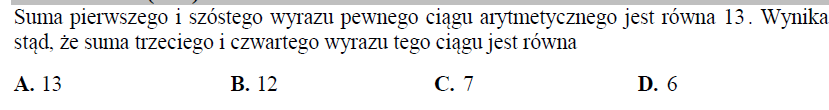 Suma pierwszego i szóstego wyrazu pewnego ciągu arytmetycznego jest równa 13. Wynika
stąd, że suma trzeciego i czwartego wyrazu tego ciągu jest równa
A. 13 B. 12 C. 7 D. 6